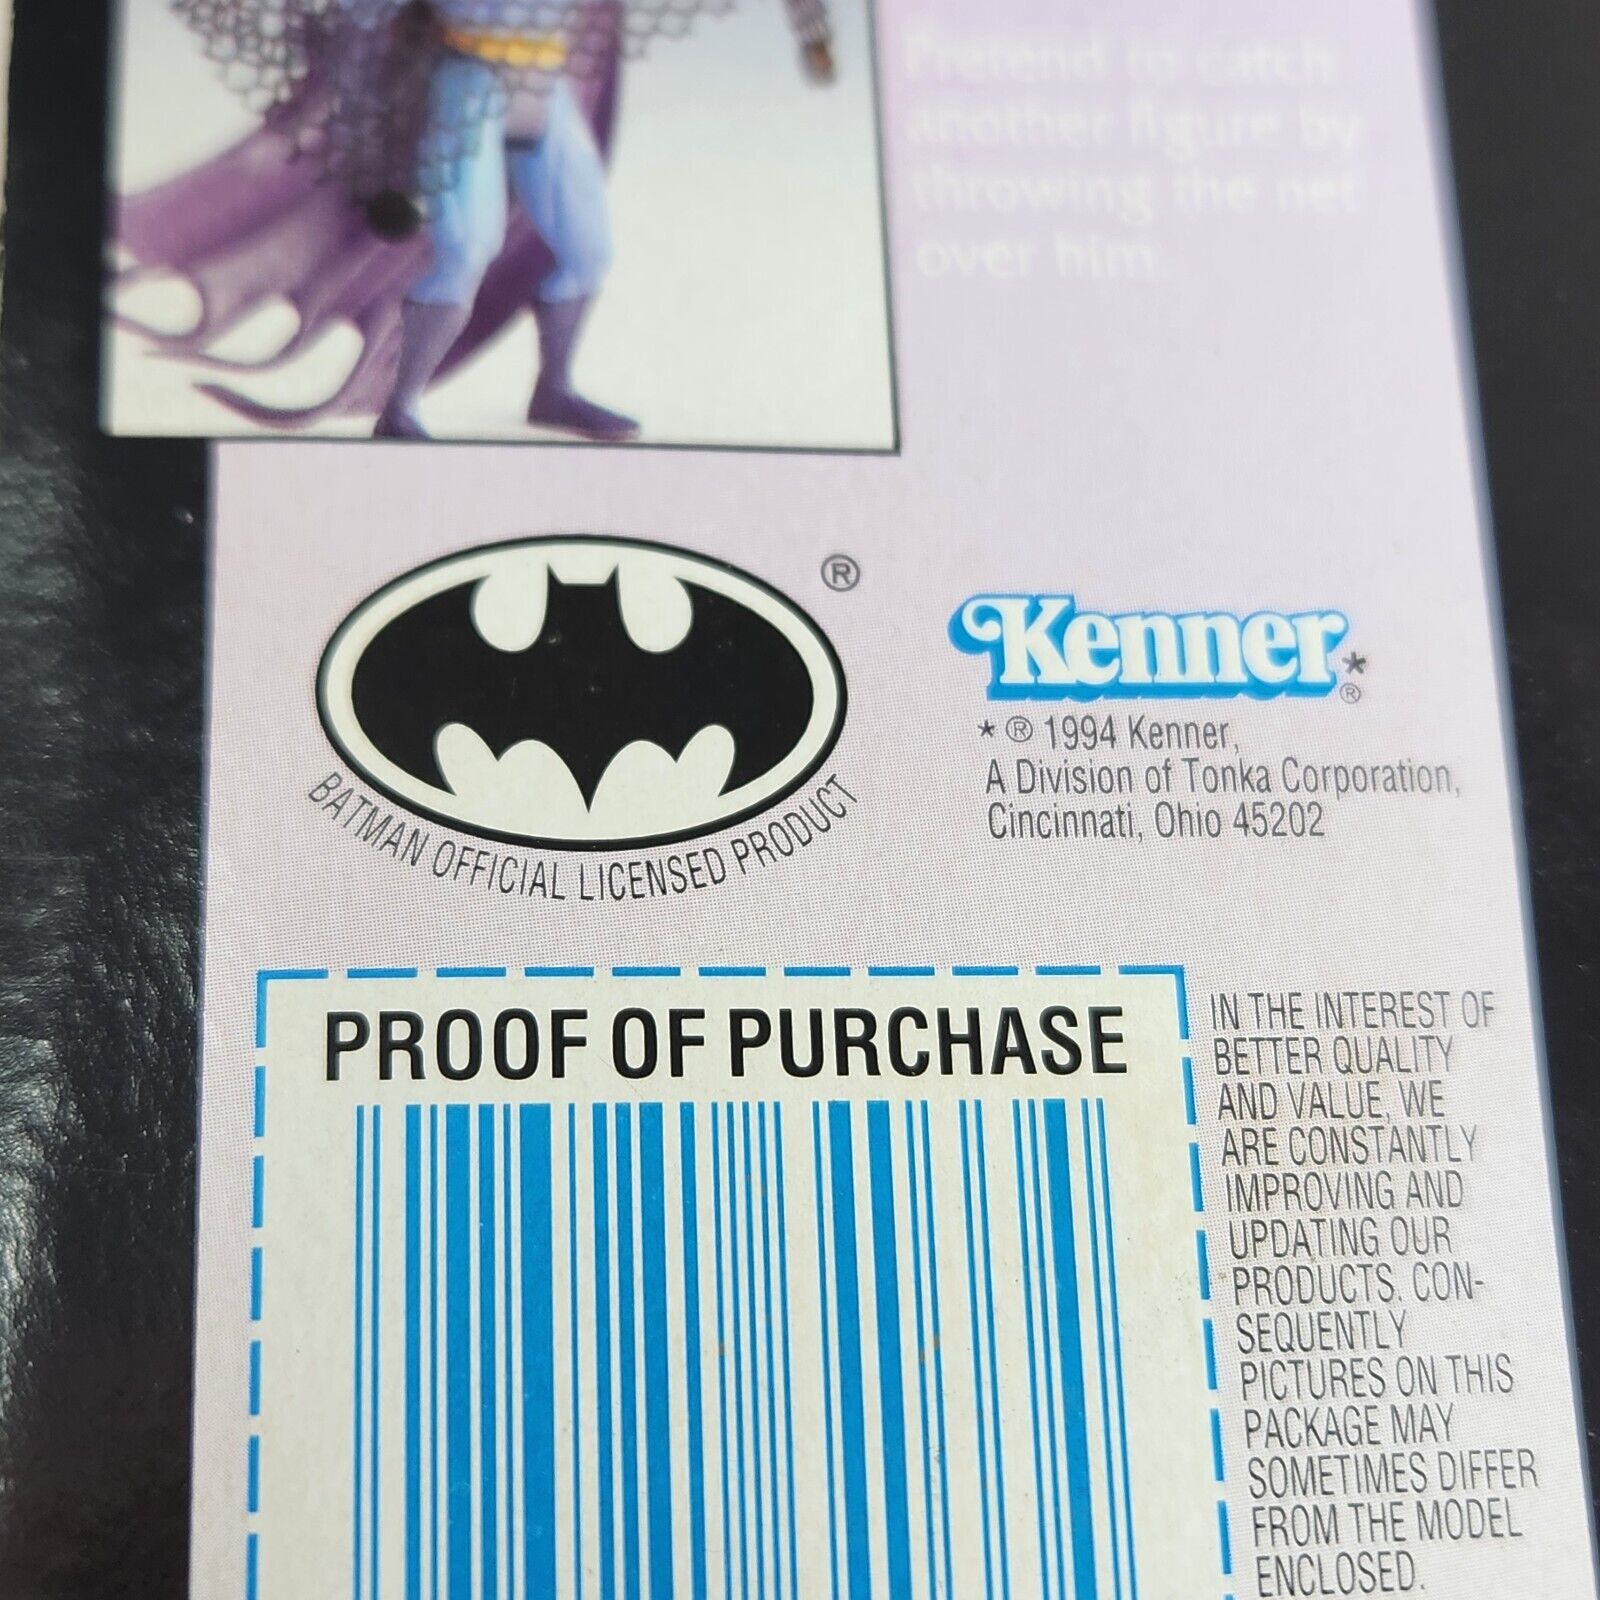 Pretend to catch
another figure by
throwing the net
over him.
®
Kenner*
®
* ® 1994 Kenner,
A Division of Tonka Corporation,
Cincinnati, Ohio 45202
BATMAN OFFICIAL LICENSED PRODUCT
PROOF OF PURCHASE
IN THE INTEREST OF
BETTER QUALITY
AND VALUE, WE
ARE CONSTANTLY
IMPROVING AND
UPDATING OUR
PRODUCTS. CON-
SEQUENTLY
PICTURES ON THIS
PACKAGE MAY
SOMETIMES DIFFER
FROM THE MODEL
ENCLOSED.